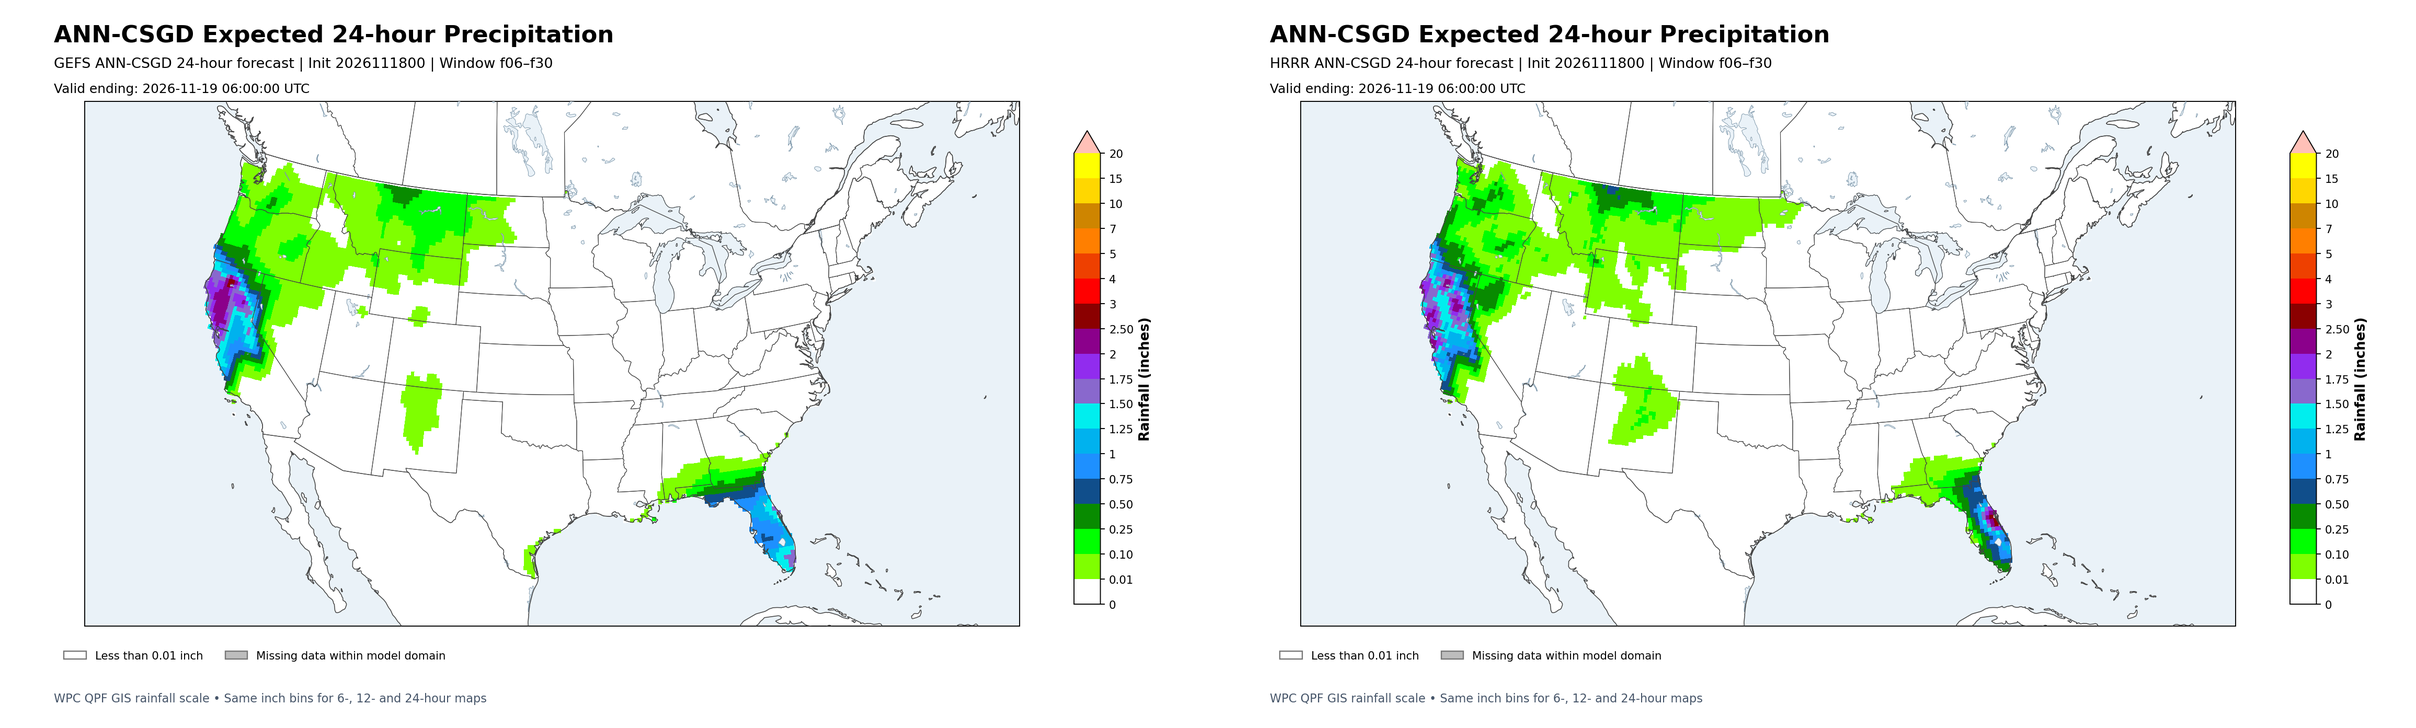 ANN-CSGD Expected 24-hour Precipitation
GEFS ANN-CSGD 24-hour forecast | Init 2026111800 | Window f06–f30
Valid ending: 2026-11-19 06:00:00 UTC
20
15
10
7
5
4
3
2.50
2
1.75
1.50
1.25
1
0.75
0.50
0.25
0.10
0.01
0
Rainfall (inches)
Less than 0.01 inch
Missing data within model domain
WPC QPF GIS rainfall scale • Same inch bins for 6-, 12- and 24-hour maps
ANN-CSGD Expected 24-hour Precipitation
HRRR ANN-CSGD 24-hour forecast | Init 2026111800 | Window f06–f30
Valid ending: 2026-11-19 06:00:00 UTC
20
15
10
7
5
4
3
2.50
2
1.75
1.50
1.25
1
0.75
0.50
0.25
0.10
0.01
0
Rainfall (inches)
Less than 0.01 inch
Missing data within model domain
WPC QPF GIS rainfall scale • Same inch bins for 6-, 12- and 24-hour maps